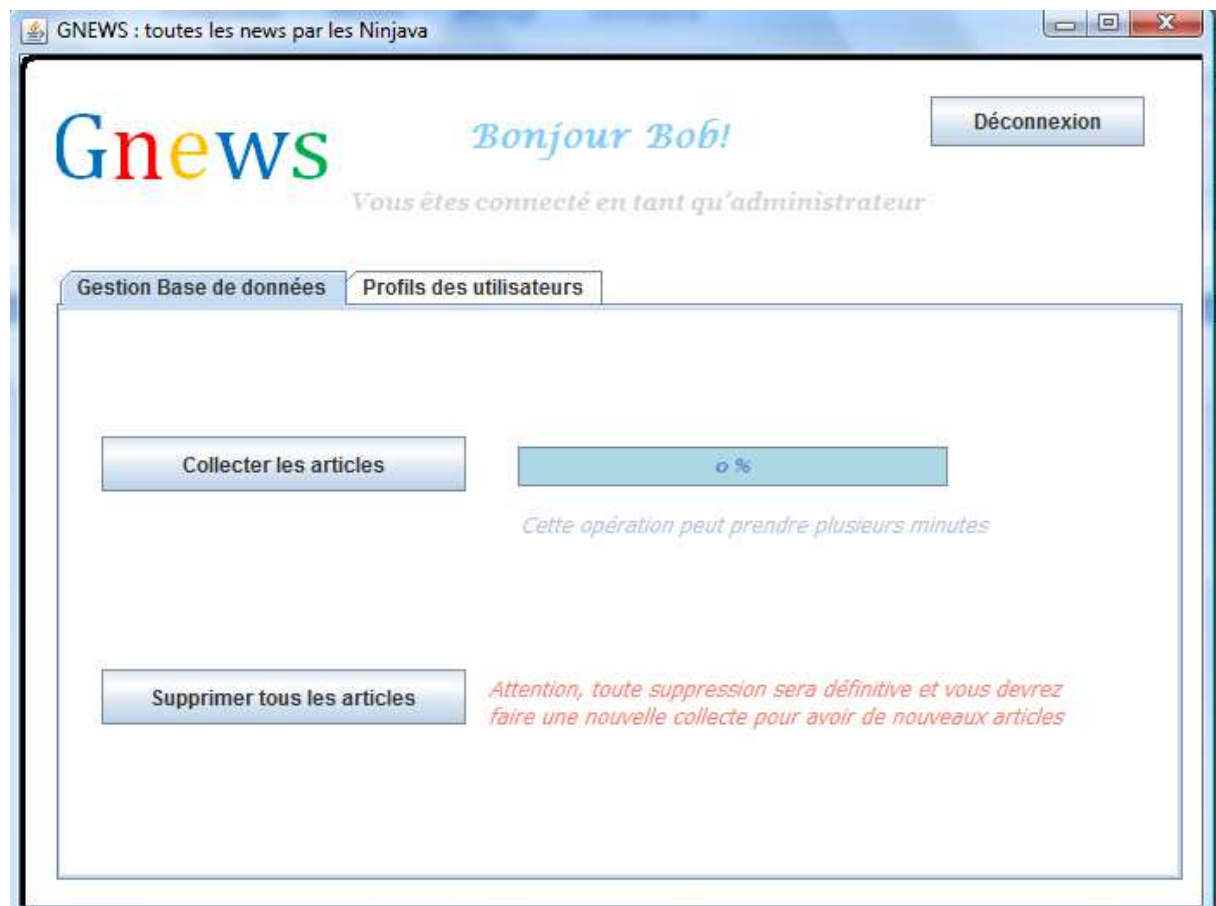 GNEWS : toutes les news par les Ninjava
Gnews
Bonjour Bob!
Déconnexion
Vous êtes connecté en tant qu'administrateur
Gestion Base de données
Profils des utilisateurs
Collecter les articles
0 %
Cette opération peut prendre plusieurs minutes
Supprimer tous les articles
Attention, toute suppression sera définitive et vous devrez
faire une nouvelle collecte pour avoir de nouveaux articles